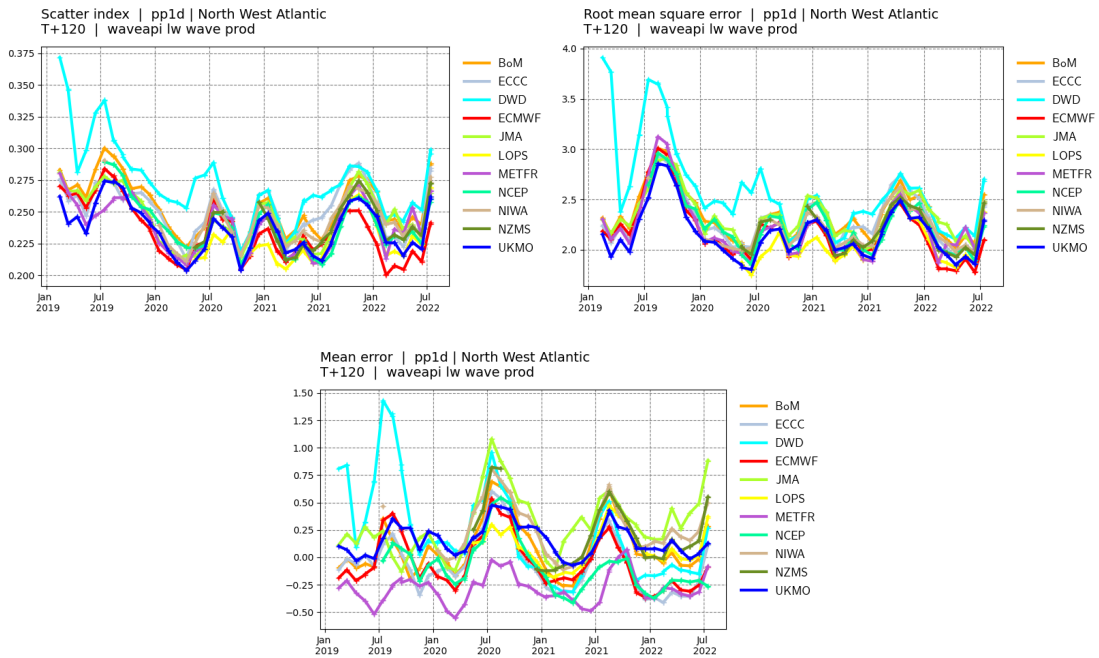 Scatter index | pp1d | North West Atlantic
T+120 | waveapi lw wave prod
0.375
0.350
0.325
0.300
0.275
0.250
0.225
0.200
Jan 2019
Jul 2019
Jan 2020
Jul 2020
Jan 2021
Jul 2021
Jan 2022
Jul 2022
BoM
ECCC
DWD
ECMWF
JMA
LOPS
METFR
NCEP
NIWA
NZMS
UKMO
Root mean square error | pp1d | North West Atlantic
T+120 | waveapi lw wave prod
4.0
3.5
3.0
2.5
2.0
Jan 2019
Jul 2019
Jan 2020
Jul 2020
Jan 2021
Jul 2021
Jan 2022
Jul 2022
BoM
ECCC
DWD
ECMWF
JMA
LOPS
METFR
NCEP
NIWA
NZMS
UKMO
Mean error | pp1d | North West Atlantic
T+120 | waveapi lw wave prod
1.50
1.25
1.00
0.75
0.50
0.25
0.00
−0.25
−0.50
Jan 2019
Jul 2019
Jan 2020
Jul 2020
Jan 2021
Jul 2021
Jan 2022
Jul 2022
BoM
ECCC
DWD
ECMWF
JMA
LOPS
METFR
NCEP
NIWA
NZMS
UKMO